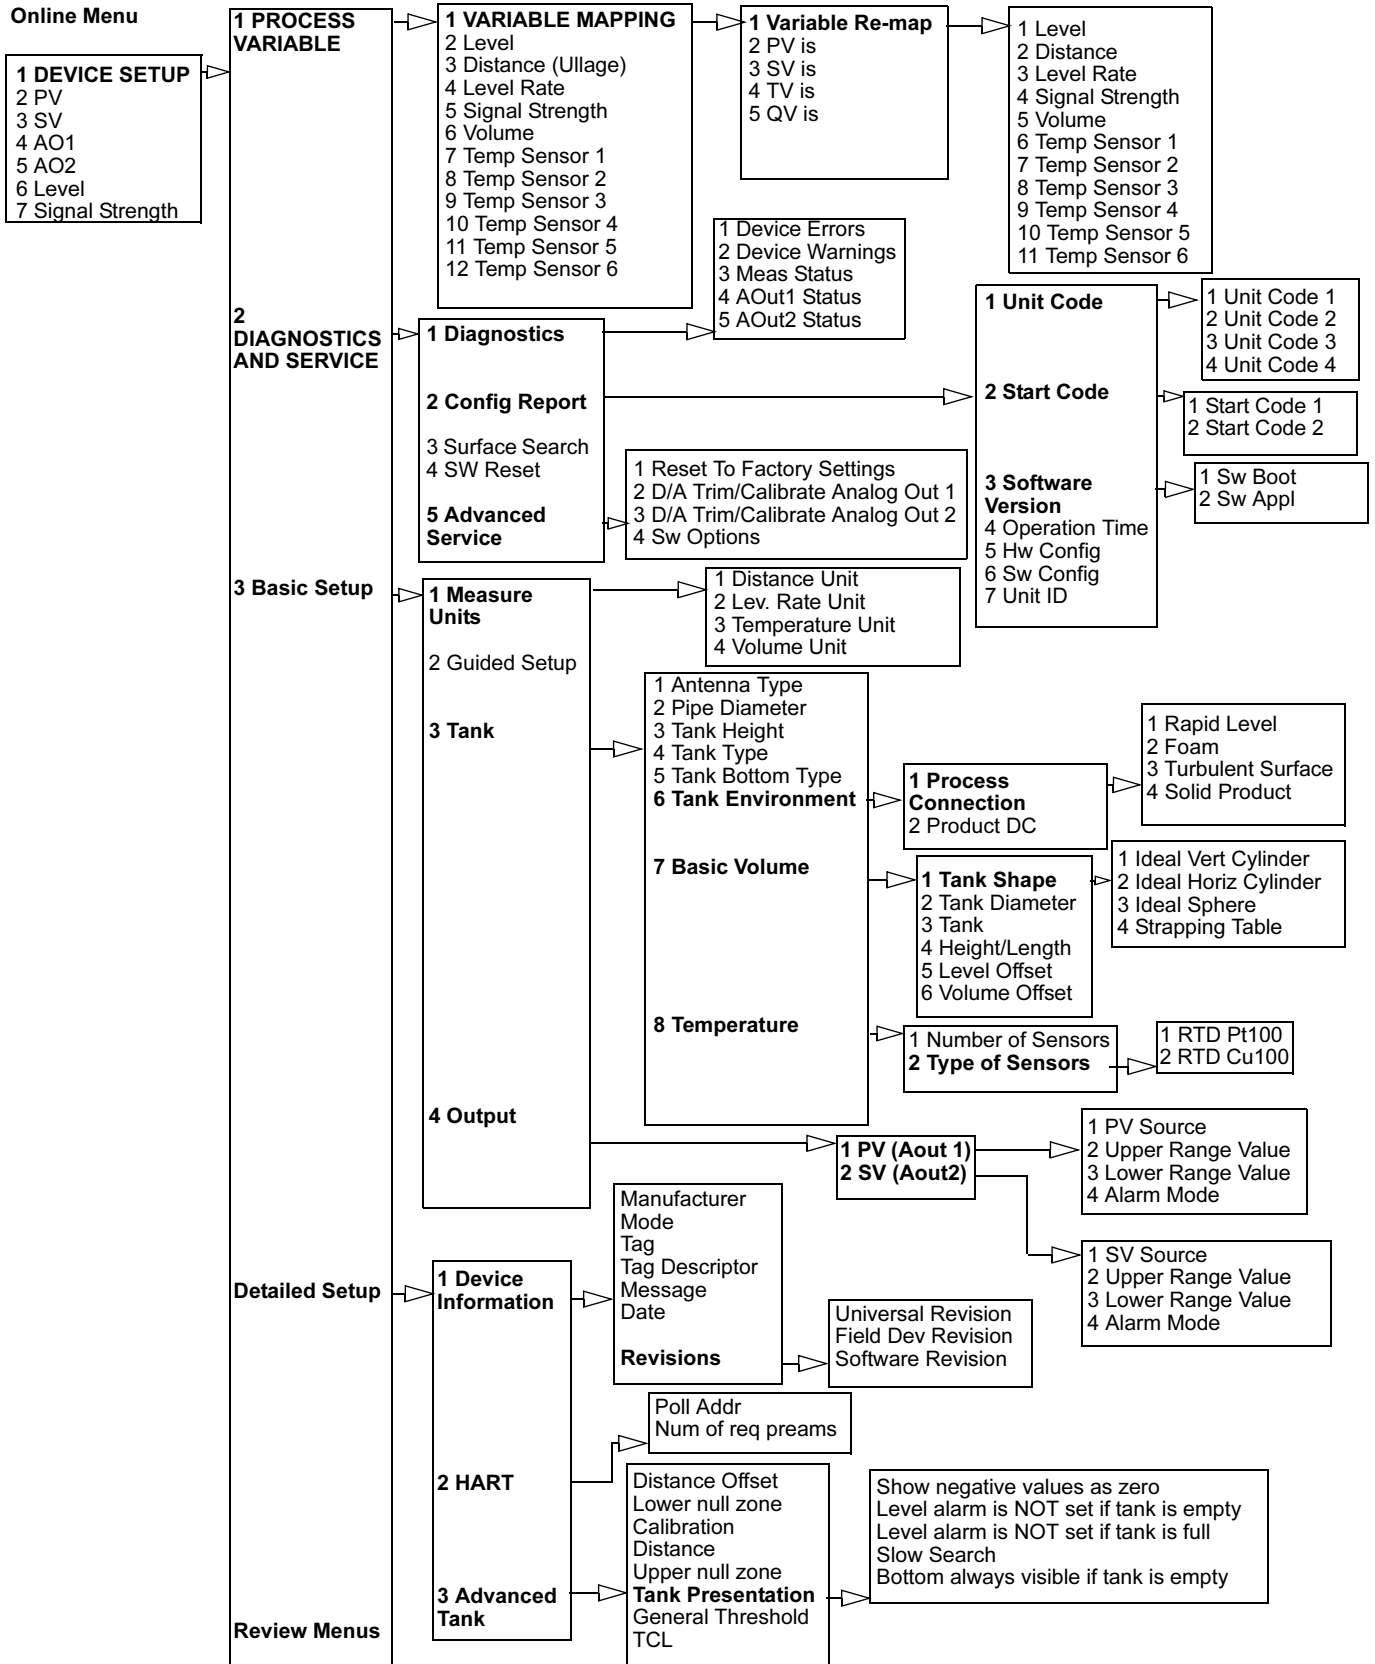 Online Menu
1 DEVICE SETUP
2 PV
3 SV
4 AO1
5 AO2
6 Level
7 Signal Strength
1 PROCESS
VARIABLE
2
DIAGNOSTICS
AND SERVICE
3 Basic Setup
Detailed Setup
Review Menus
1 VARIABLE MAPPING
2 Level
3 Distance (Ullage)
4 Level Rate
5 Signal Strength
6 Volume
7 Temp Sensor 1
8 Temp Sensor 2
9 Temp Sensor 3
10 Temp Sensor 4
11 Temp Sensor 5
12 Temp Sensor 6
1 Variable Re-map
2 PV is
3 SV is
4 TV is
5 QV is
1 Level
2 Distance
3 Level Rate
4 Signal Strength
5 Volume
6 Temp Sensor 1
7 Temp Sensor 2
8 Temp Sensor 3
9 Temp Sensor 4
10 Temp Sensor 5
11 Temp Sensor 6
1 Diagnostics
2 Config Report
3 Surface Search
4 SW Reset
5 Advanced
Service
1 Device Errors
2 Device Warnings
3 Meas Status
4 AOut1 Status
5 AOut2 Status
1 Unit Code
2 Start Code
3 Software
Version
4 Operation Time
5 Hw Config
6 Sw Config
7 Unit ID
1 Unit Code 1
2 Unit Code 2
3 Unit Code 3
4 Unit Code 4
1 Start Code 1
2 Start Code 2
1 Sw Boot
2 Sw Appl
1 Reset To Factory Settings
2 D/A Trim/Calibrate Analog Out 1
3 D/A Trim/Calibrate Analog Out 2
4 Sw Options
1 Measure
Units
2 Guided Setup
3 Tank
4 Output
1 Distance Unit
2 Lev. Rate Unit
3 Temperature Unit
4 Volume Unit
1 Antenna Type
2 Pipe Diameter
3 Tank Height
4 Tank Type
5 Tank Bottom Type
6 Tank Environment
7 Basic Volume
8 Temperature
1 Process
Connection
2 Product DC
1 Rapid Level
2 Foam
3 Turbulent Surface
4 Solid Product
1 Tank Shape
2 Tank Diameter
3 Tank
4 Height/Length
5 Level Offset
6 Volume Offset
1 Ideal Vert Cylinder
2 Ideal Horiz Cylinder
3 Ideal Sphere
4 Strapping Table
1 Number of Sensors
2 Type of Sensors
1 RTD Pt100
2 RTD Cu100
1 PV (Aout 1)
2 SV (Aout2)
1 PV Source
2 Upper Range Value
3 Lower Range Value
4 Alarm Mode
1 SV Source
2 Upper Range Value
3 Lower Range Value
4 Alarm Mode
1 Device
Information
2 HART
3 Advanced
Tank
Manufacturer
Mode
Tag
Tag Descriptor
Message
Date
Revisions
Universal Revision
Field Dev Revision
Software Revision
Poll Addr
Num of req preams
Distance Offset
Lower null zone
Calibration
Distance
Upper null zone
Tank Presentation
General Threshold
TCL
Show negative values as zero
Level alarm is NOT set if tank is empty
Level alarm is NOT set if tank is full
Slow Search
Bottom always visible if tank is empty